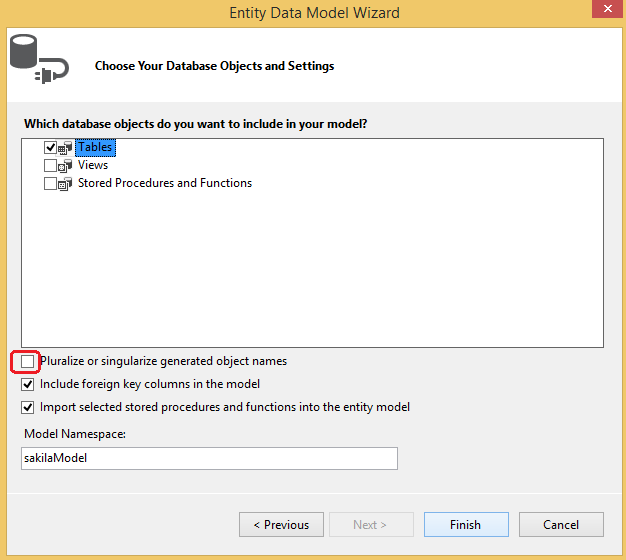 Entity Data Model Wizard
Choose Your Database Objects and Settings
Which database objects do you want to include in your model?
Tables
Views
Stored Procedures and Functions
Pluralize or singularize generated object names
Include foreign key columns in the model
Import selected stored procedures and functions into the entity model
Model Namespace:
sakilaModel
< Previous
Next >
Finish
Cancel